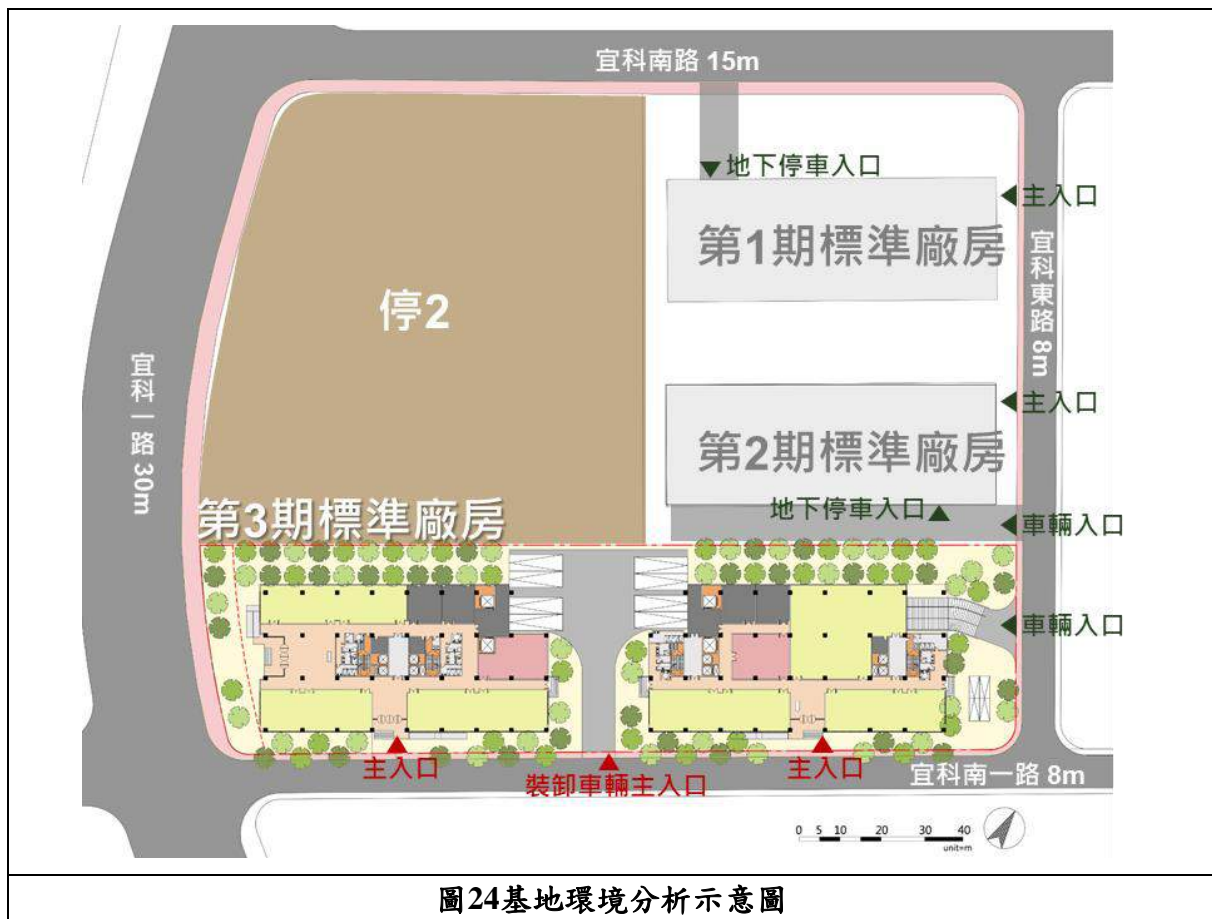 宜科南路 15m
地下停車入口
主入口
第1期標準廠房
宜科東路 8m
停2
宜科一路 30m
主入口
第2期標準廠房
地下停車入口
車輛入口
第3期標準廠房
車輛入口
主入口
裝卸車輛主入口
主入口
宜科南一路 8m
0 5 10 20 30 40
unit=m
圖24基地環境分析示意圖